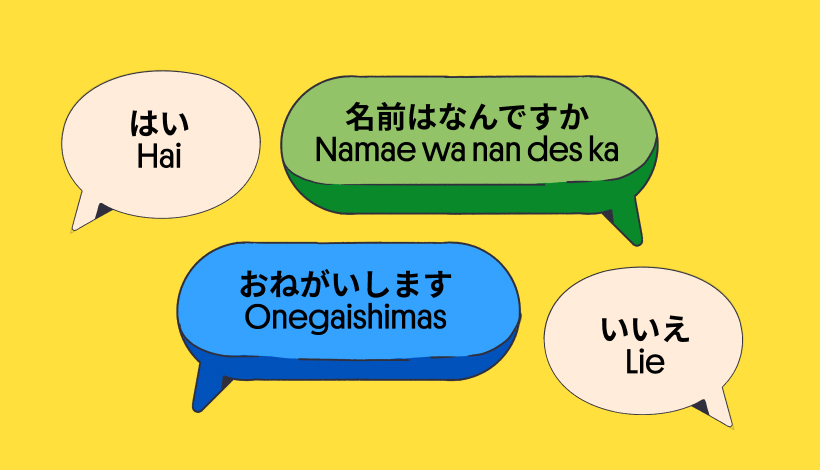 はい
Hai
名前はなんですか
Namae wa nan des ka
おねがいします
Onegaishimas
いいえ
Lie